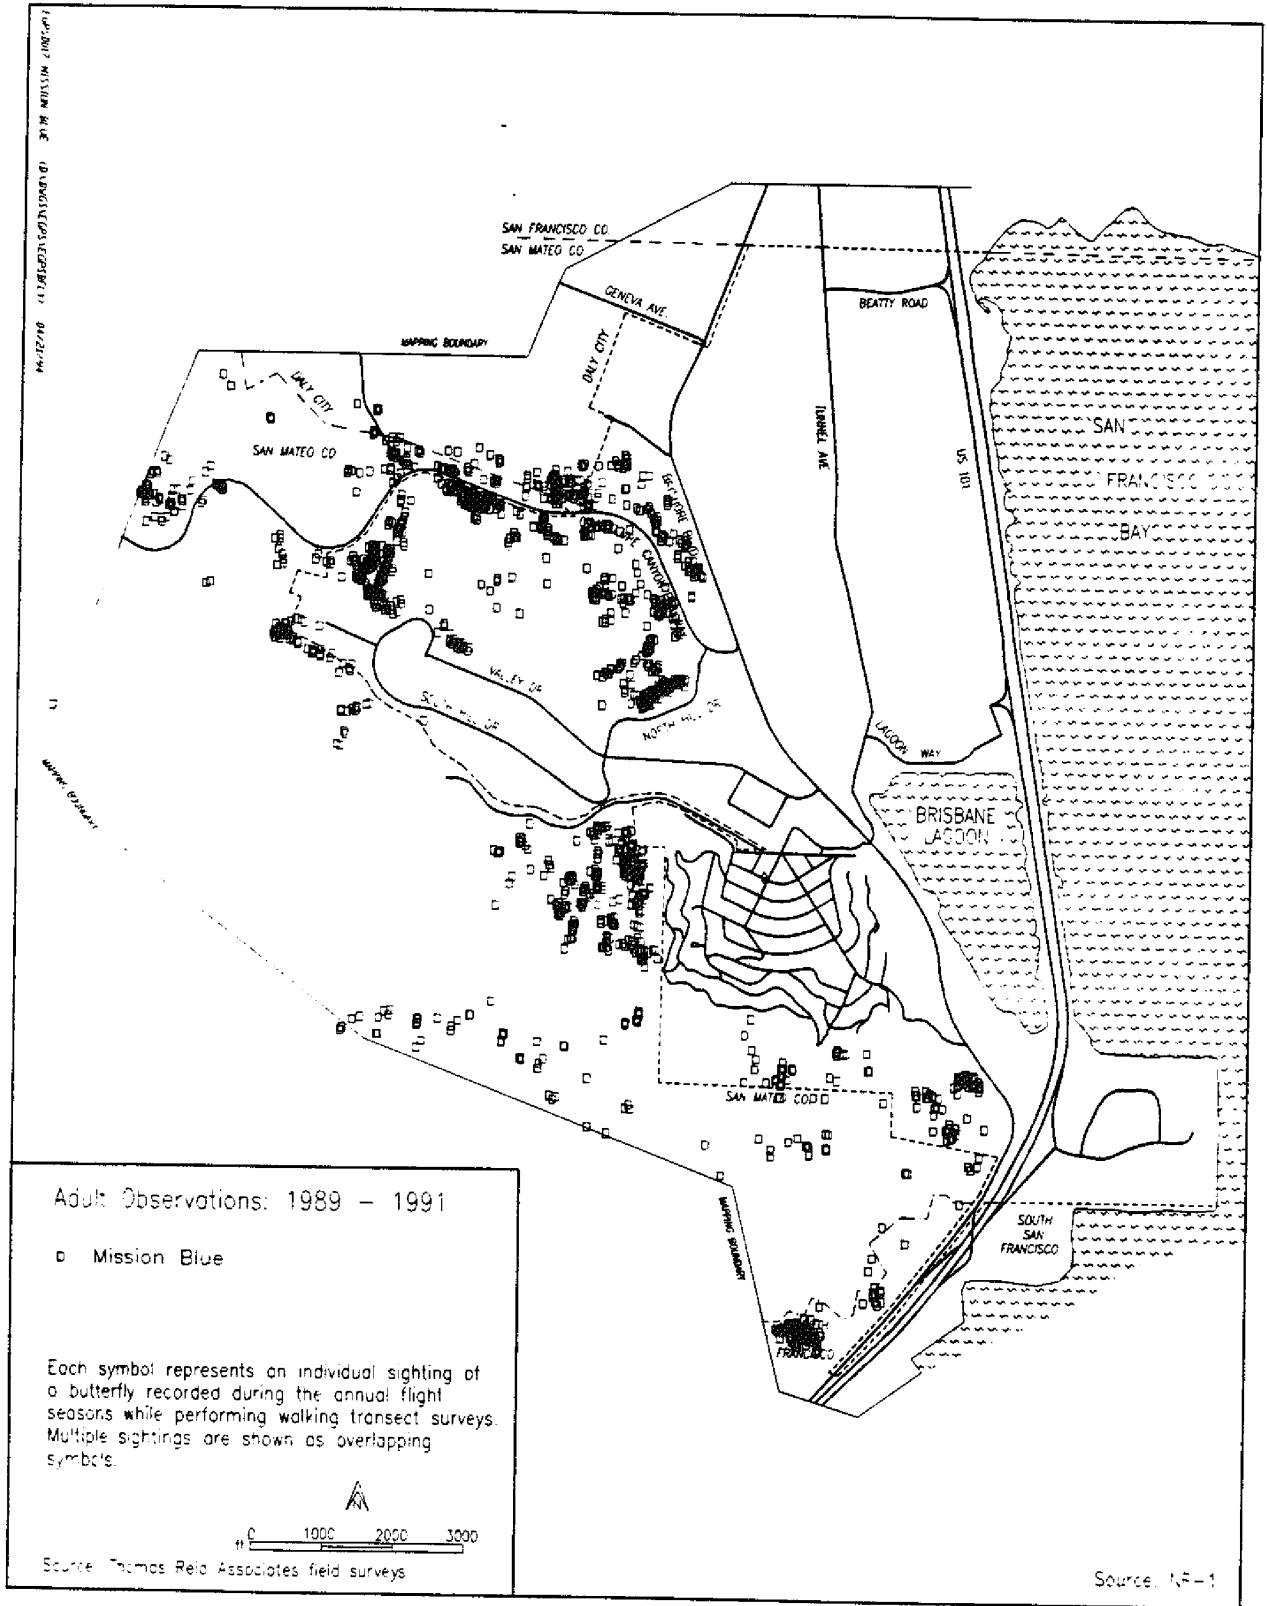 MISSION BLUE
SAN FRANCISCO CO.
SAN MATEO CO
GENEVA AVE.
BEATTY ROAD
MAPPING BOUNDARY
DALY CITY
DALY CITY
SAN MATEO CO
TUNNEL AVE
US 101
SAN
FRANCISCO
BAY
VALLEY DR
SOUTH HILL DR
NORTH HILL DR
LAGOON WAY
MAPPING BOUNDARY
BRISBANE
LAGOON
SAN MATEO CO
MAPPING BOUNDARY
SOUTH
SAN
FRANCISCO
FRANCISCO
Adult Observations: 1989 – 1991
Mission Blue
Each symbol represents an individual sighting of
a butterfly recorded during the annual flight
seasons while performing walking transect surveys.
Multiple sightings are shown as overlapping
symbols.
N
ft 0 1000 2000 3000
Source: Thomas Reid Associates field surveys
Source: NR-1